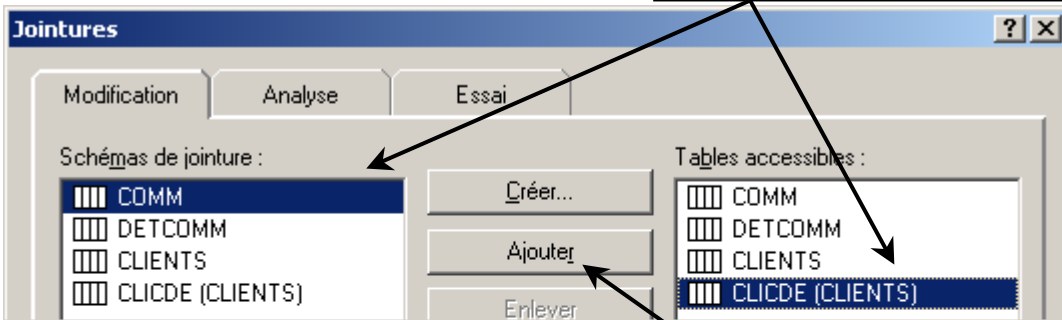 Jointures
Modification Analyse Essai
Schémas de jointure :
COMM
DETCOMM
CLIENTS
CLICDE (CLIENTS)
Créer...
Ajouter
Enlever
Tables accessibles :
COMM
DETCOMM
CLIENTS
CLICDE (CLIENTS)